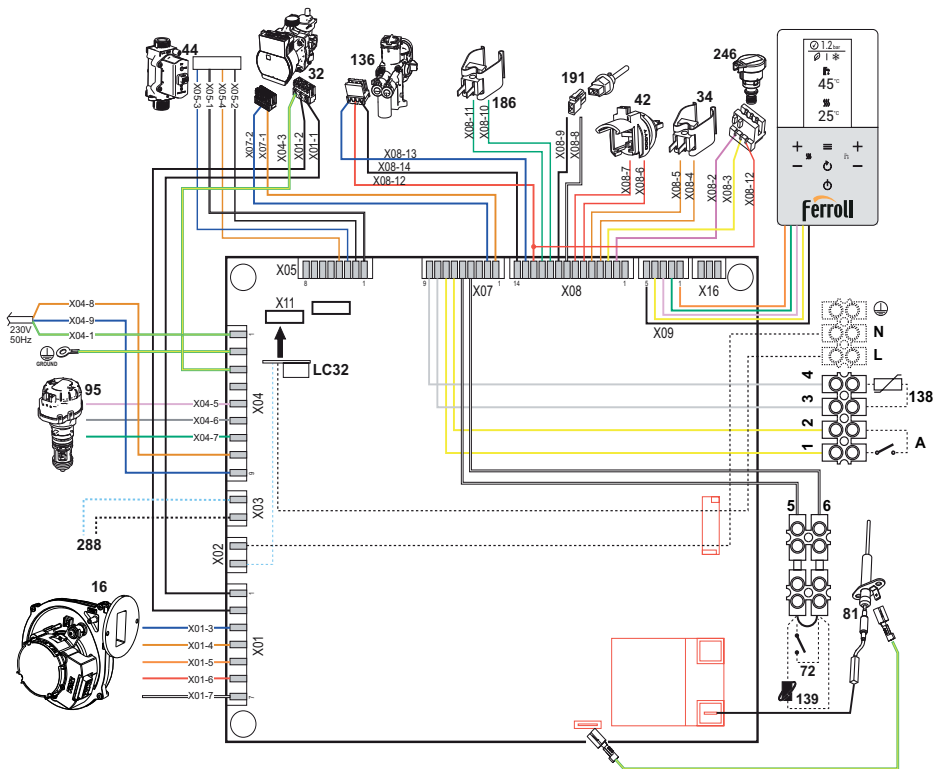 44
32
136
186
191
42
34
246
1.2 bar
45°C
25°C
+ +
− −
ferroli
X05-3
X05-1
X05-4
X05-2
X07-2
X07-1
X04-3
X01-2
X01-1
X08-13
X08-14
X08-12
X08-11
X08-10
X08-9
X08-8
X08-7
X08-6
X08-5
X08-4
X08-2
X08-3
X08-12
X05
8 1
X07
9 1
X08
14 1
X09
5 1
X16
X11
LC32
X04-8
X04-9
X04-1
230V
50Hz
GROUND
95
X04-5
X04-6
X04-7
X04
1
9
X03
288
X02
16
X01-3
X01-4
X01-5
X01-6
X01-7
X01
1
7
N
L
4
3
2
1
138
A
5 6
72
139
81